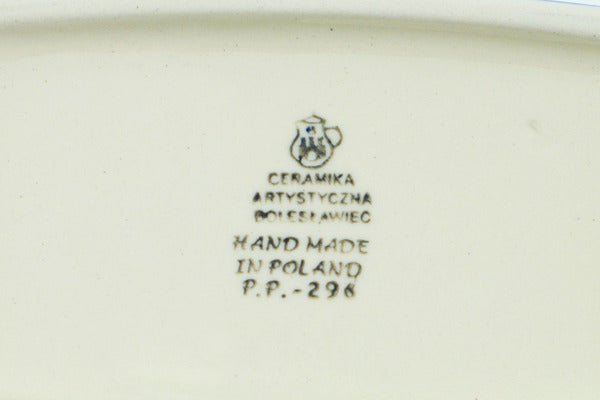 CERAMIKA
ARTYSTYCZNA
BOLESŁAWIEC
HAND MADE
IN POLAND
P.P.-296